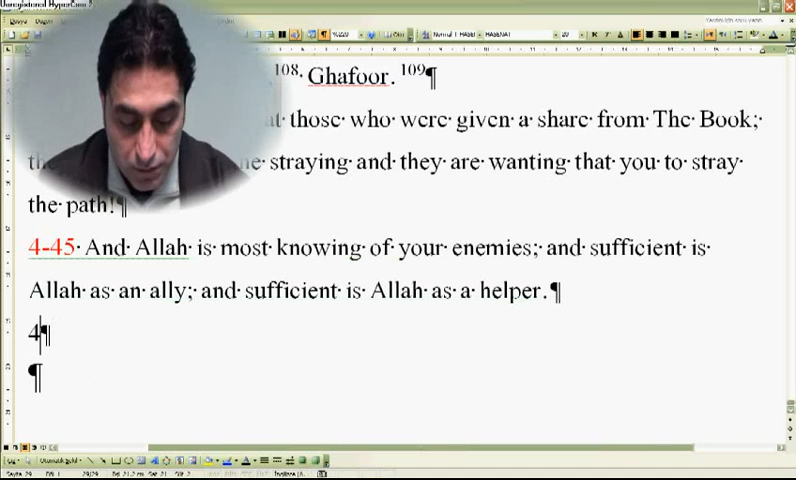 108, Ghafoor. 109¶
those who were given a share from The Book;
straying and they are wanting that you to stray
the path!¶
4-45 And Allah is most knowing of your enemies; and sufficient is
Allah as an ally; and sufficient is Allah as a helper.¶
4¶
¶